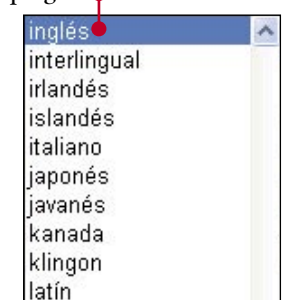 inglés
interlingual
irlandés
islandés
italiano
japonés
javanés
kanada
klingon
latín